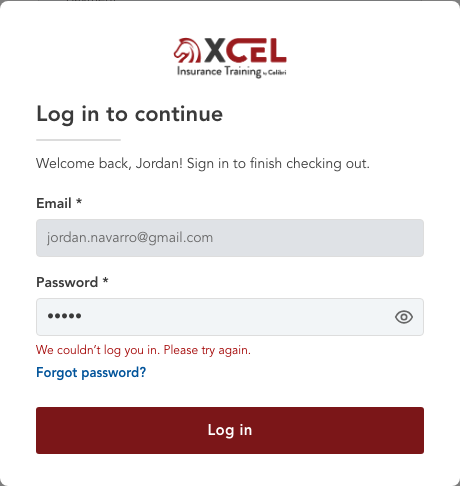 XCEL
Insurance Training by Colibri
Log in to continue
Welcome back, Jordan! Sign in to finish checking out.
Email *
jordan.navarro@gmail.com
Password *
•••••
We couldn't log you in. Please try again.
Forgot password?
Log in